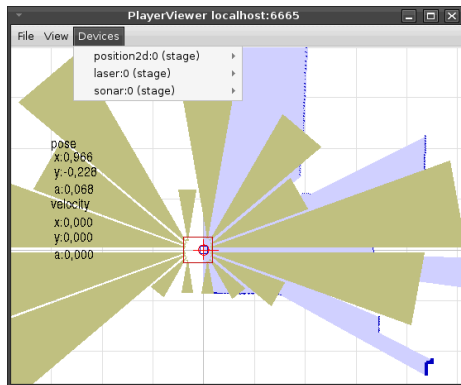 PlayerViewer localhost:6665
File View Devices
position2d:0 (stage)
laser:0 (stage)
sonar:0 (stage)
pose
x:0,966
y:-0,226
a:0,068
velocity
x:0,000
y:0,000
a:0,000